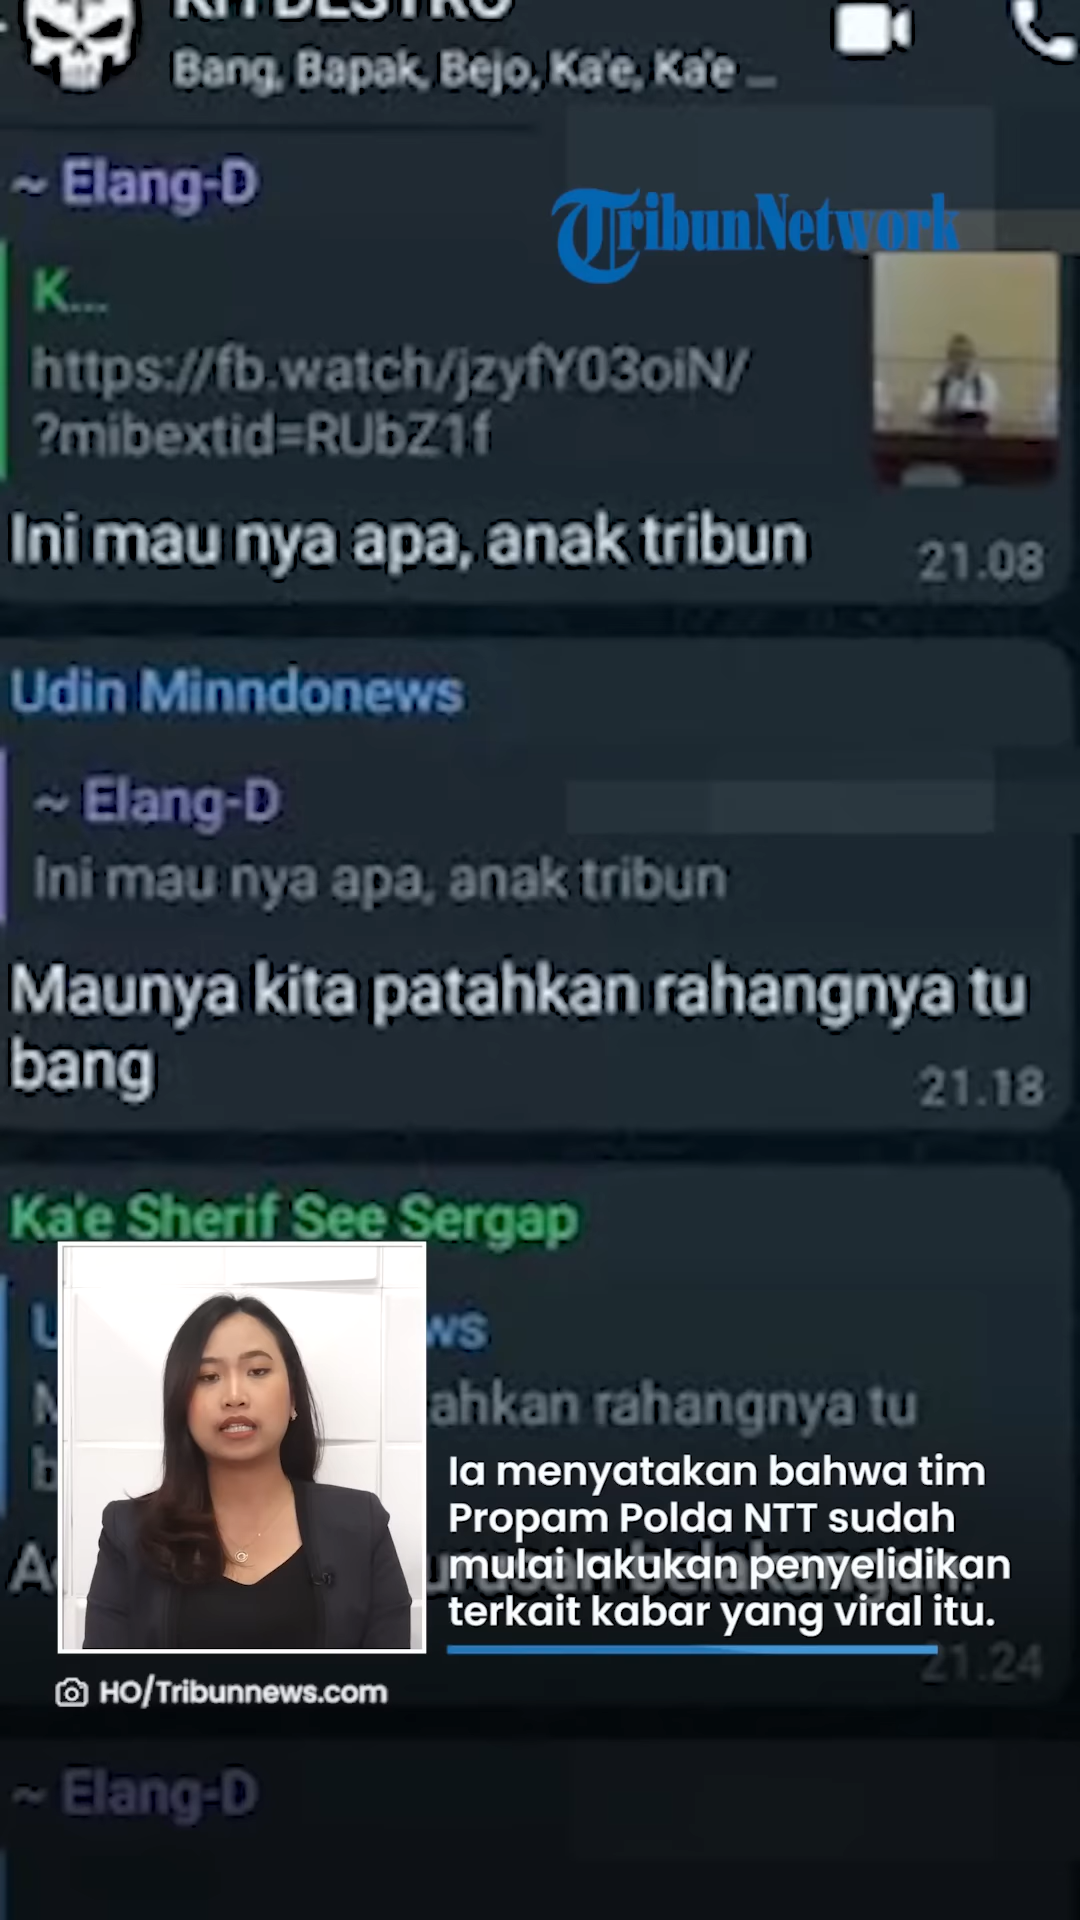 Bang, Bapak, Bejo, Ka'e, Ka'e ...
~ Elang-D
TribunNetwork
K...
https://fb.watch/jzyfY03oiN/
?mibextid=RUbZ1f
Ini mau nya apa, anak tribun
21.08
Udin Minndonews
~ Elang-D
Ini mau nya apa, anak tribun
Maunya kita patahkan rahangnya tu
bang
21.18
Ka'e Sherif See Sergap
rahangnya tu
Ia menyatakan bahwa tim
Propam Polda NTT sudah
mulai lakukan penyelidikan
terkait kabar yang viral itu.
21.24
HO/Tribunnews.com
~ Elang-D